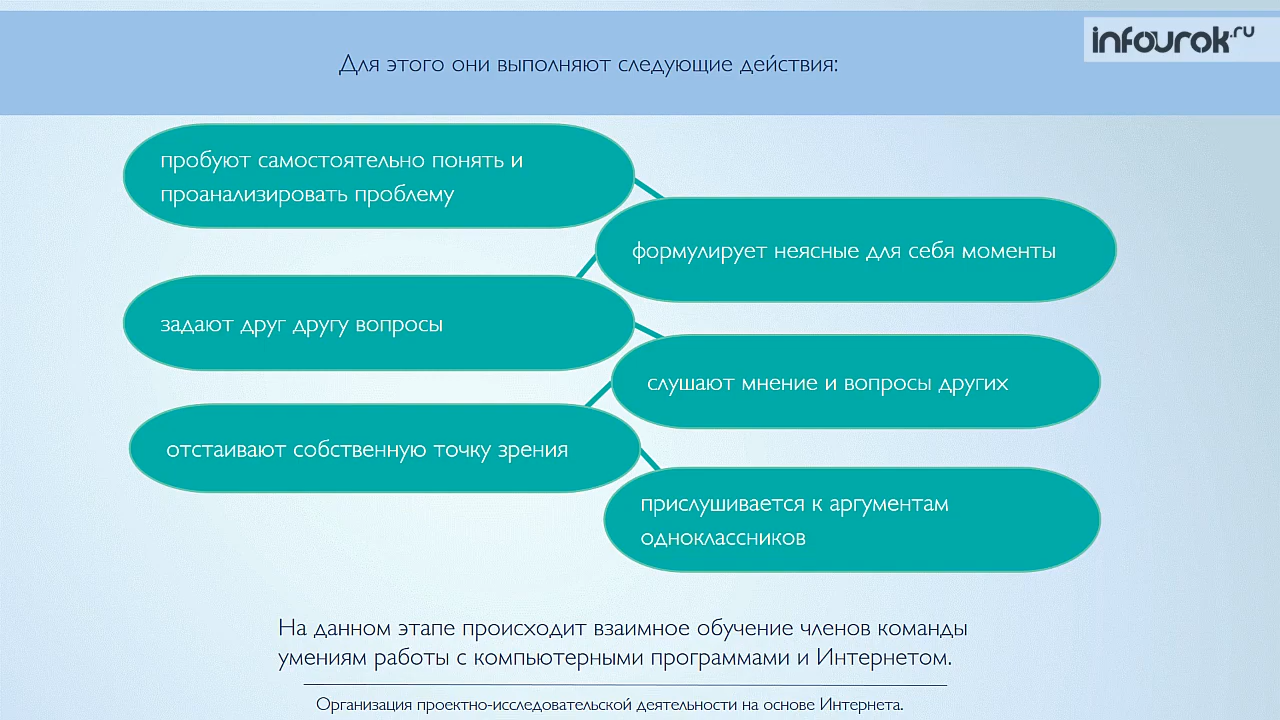 infourok.ru
Для этого они выполняют следующие действия:
пробуют самостоятельно понять и
проанализировать проблему
формулирует неясные для себя моменты
задают друг другу вопросы
слушают мнение и вопросы других
отстаивают собственную точку зрения
прислушивается к аргументам
одноклассников
На данном этапе происходит взаимное обучение членов команды
умениям работы с компьютерными программами и Интернетом.
Организация проектно-исследовательской деятельности на основе Интернета.